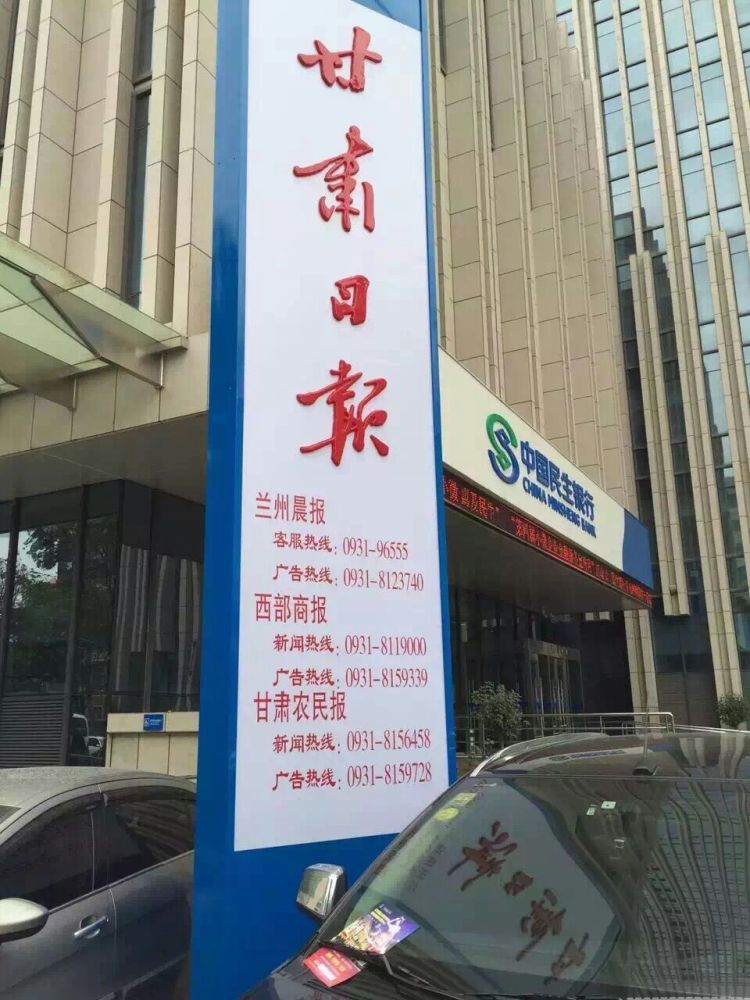 甘肃日报
兰州晨报
客服热线：0931-96555
广告热线：0931-8123740
西部商报
新闻热线：0931-8119000
广告热线：0931-8159339
甘肃农民报
新闻热线：0931-8156458
广告热线：0931-8159728
中国民生银行
CHINA MINSHENG BANK